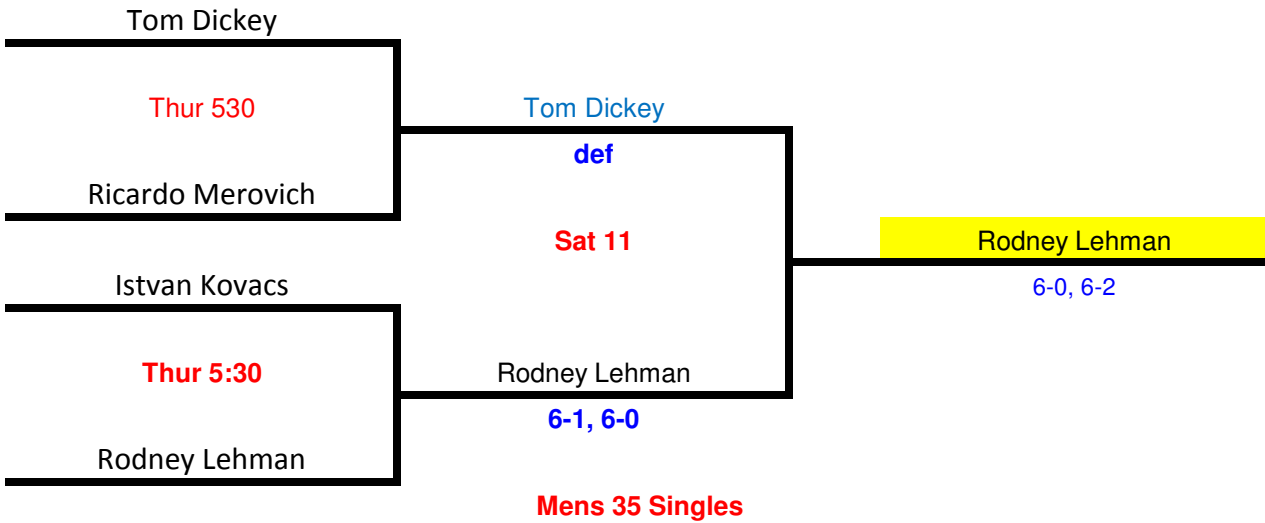 Tom Dickey
Thur 530
Tom Dickey
def
Ricardo Merovich
Sat 11
Rodney Lehman
6-0, 6-2
Istvan Kovacs
Thur 5:30
Rodney Lehman
6-1, 6-0
Rodney Lehman
Mens 35 Singles